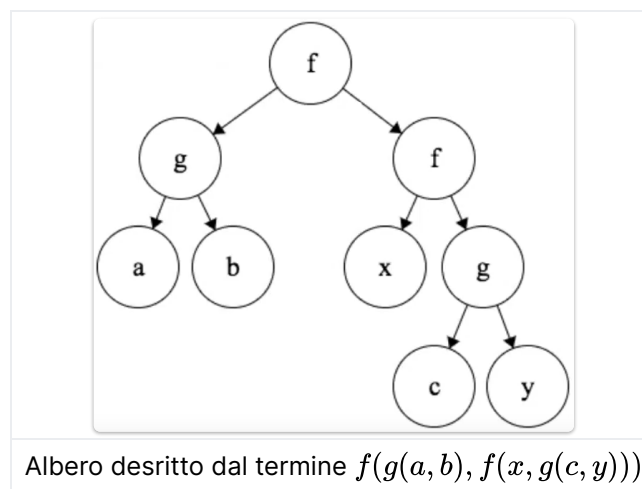 f
g f
a b x g
c y
Albero desritto dal termine f(g(a, b), f(x, g(c, y)))